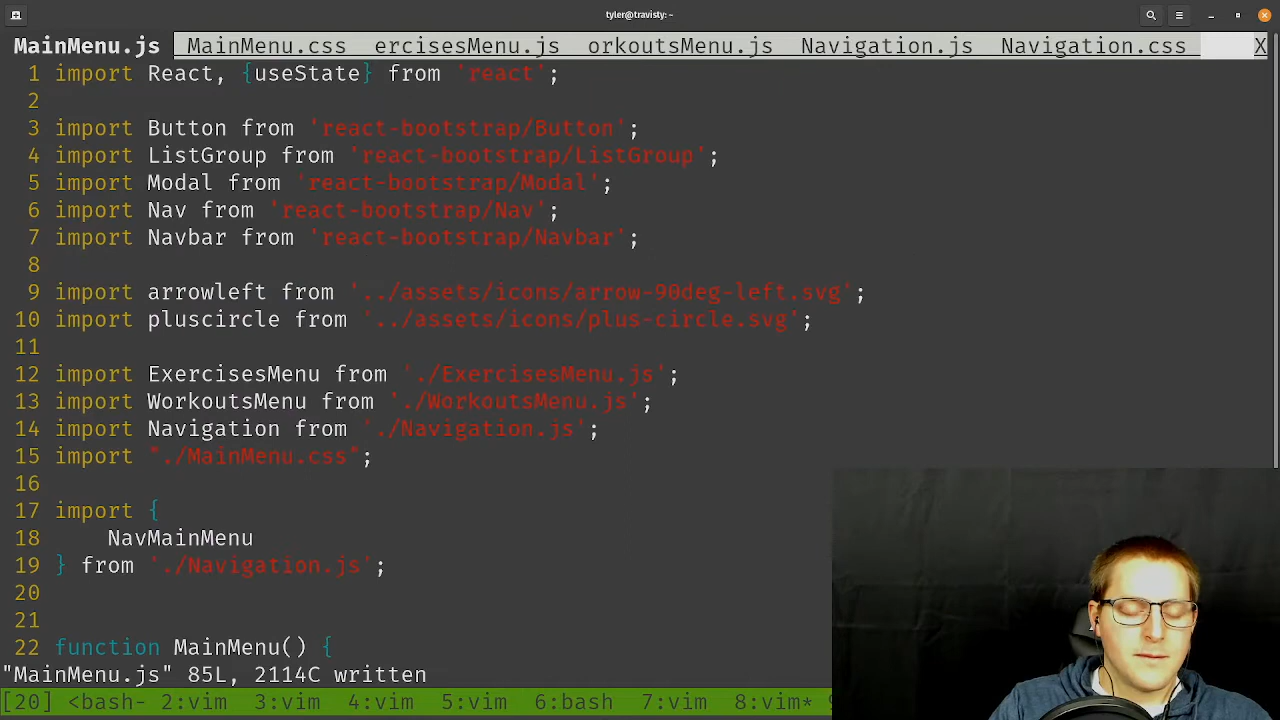 tyler@travisty: ~
MainMenu.js MainMenu.css ercisesMenu.js orkoutsMenu.js Navigation.js Navigation.css X
1 import React, {useState} from 'react';
2
3 import Button from 'react-bootstrap/Button';
4 import ListGroup from 'react-bootstrap/ListGroup';
5 import Modal from 'react-bootstrap/Modal';
6 import Nav from 'react-bootstrap/Nav';
7 import Navbar from 'react-bootstrap/Navbar';
8
9 import arrowleft from '../assets/icons/arrow-90deg-left.svg';
10 import pluscircle from '../assets/icons/plus-circle.svg';
11
12 import ExercisesMenu from './ExercisesMenu.js';
13 import WorkoutsMenu from './WorkoutsMenu.js';
14 import Navigation from './Navigation.js';
15 import "./MainMenu.css";
16
17 import {
18     NavMainMenu
19 } from './Navigation.js';
20
21
22 function MainMenu() {
"MainMenu.js" 85L, 2114C written
[20] <bash- 2:vim 3:vim 4:vim 5:vim 6:bash 7:vim 8:vim*